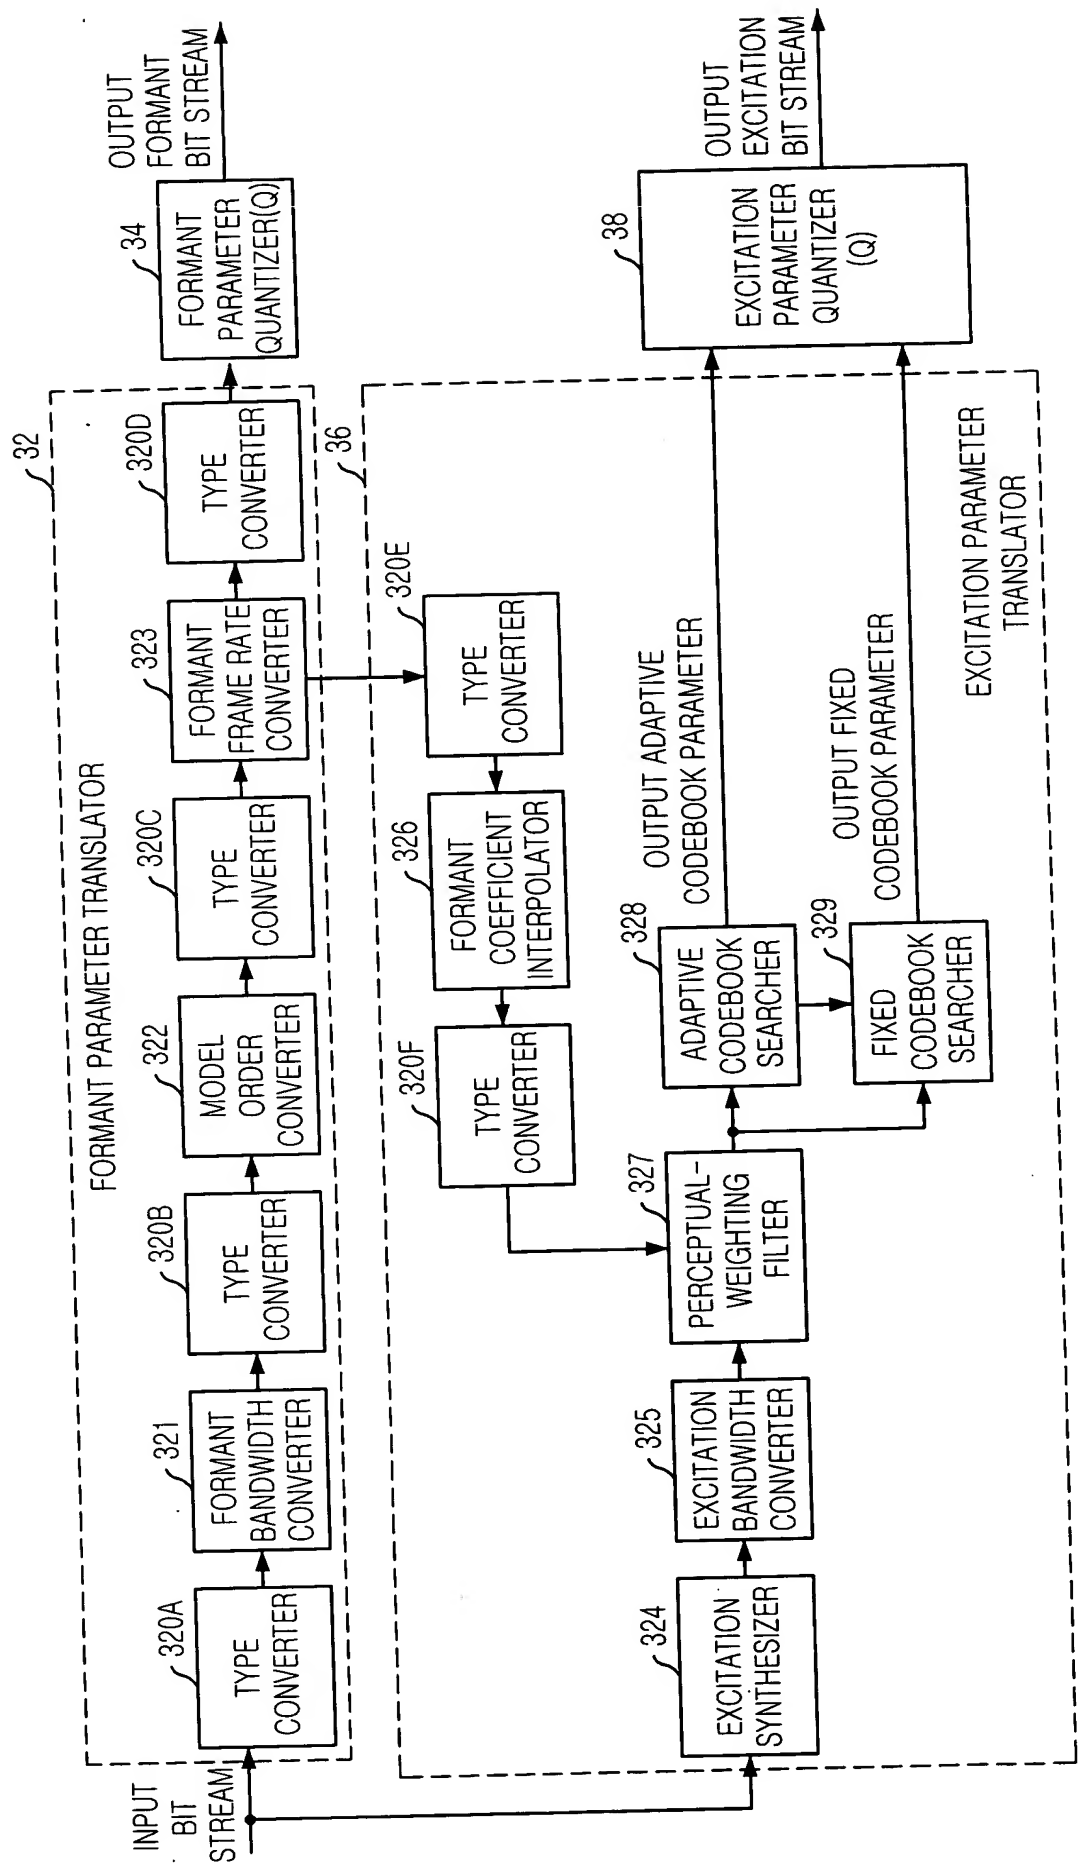 INPUT
BIT
STREAM
32
FORMANT PARAMETER TRANSLATOR
320A
TYPE
CONVERTER
321
FORMANT
BANDWIDTH
CONVERTER
320B
TYPE
CONVERTER
322
MODEL
ORDER
CONVERTER
320C
TYPE
CONVERTER
323
FORMANT
FRAME RATE
CONVERTER
320D
TYPE
CONVERTER
34
FORMANT
PARAMETER
QUANTIZER(Q)
OUTPUT
FORMANT
BIT STREAM
36
320E
TYPE
CONVERTER
326
FORMANT
COEFFICIENT
INTERPOLATOR
320F
TYPE
CONVERTER
324
EXCITATION
SYNTHESIZER
325
EXCITATION
BANDWIDTH
CONVERTER
327
PERCEPTUAL-
WEIGHTING
FILTER
328
ADAPTIVE
CODEBOOK
SEARCHER
329
FIXED
CODEBOOK
SEARCHER
OUTPUT ADAPTIVE
CODEBOOK PARAMETER
OUTPUT FIXED
CODEBOOK PARAMETER
EXCITATION PARAMETER
TRANSLATOR
38
EXCITATION
PARAMETER
QUANTIZER
(Q)
OUTPUT
EXCITATION
BIT STREAM